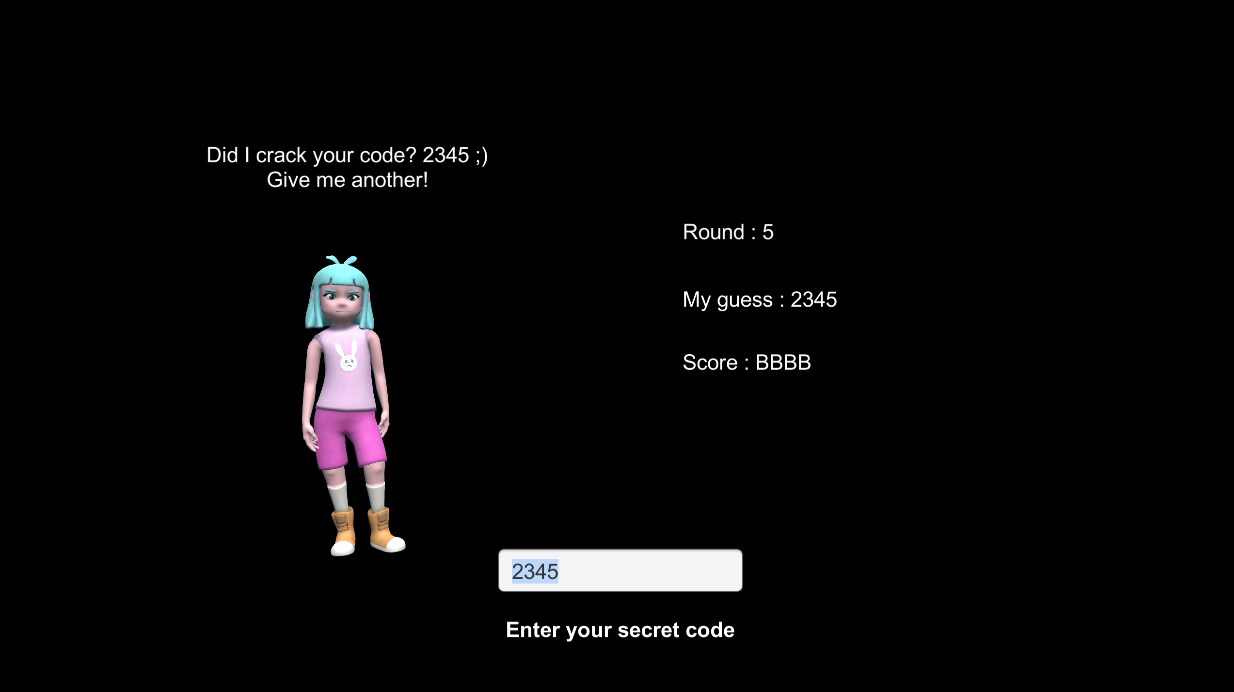 Did I crack your code? 2345 ;)
Give me another!
Round : 5
My guess : 2345
Score : BBBB
2345
Enter your secret code